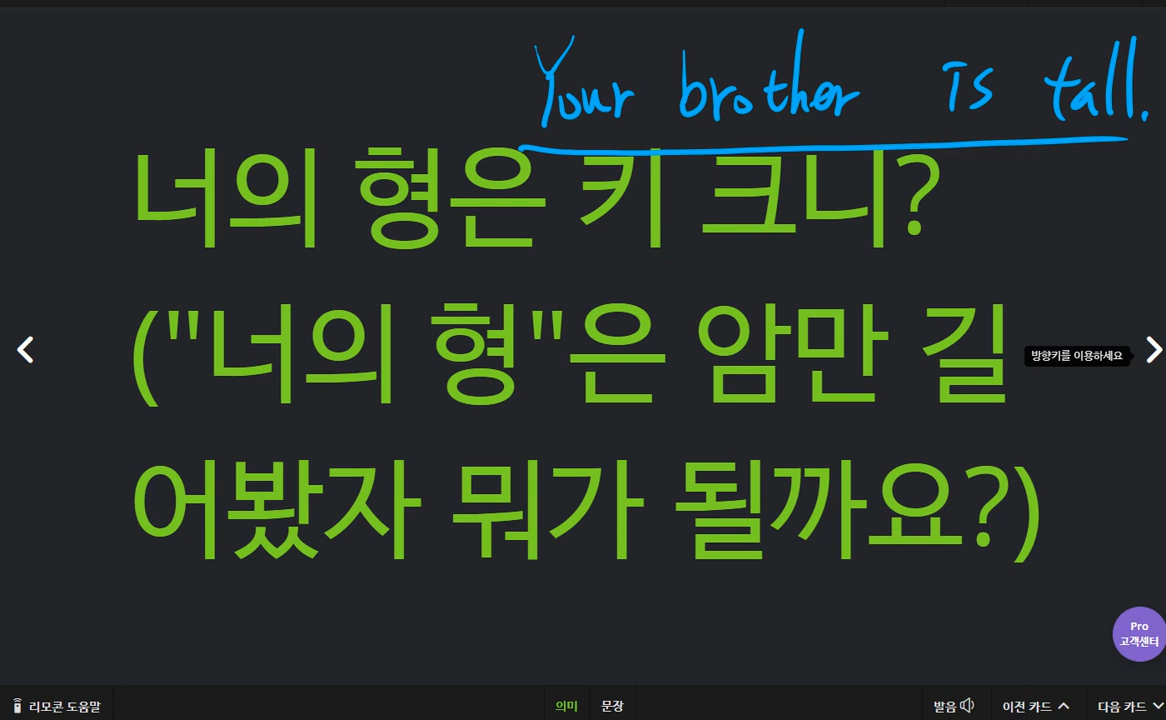 Your brother is tall.
너의 형은 키 크니?
("너의 형"은 암만 길
어봤자 뭐가 될까요?)
방향키를 이용하세요
Pro
고객센터
리모콘 도움말
의미
문장
발음
이전 카드
다음 카드